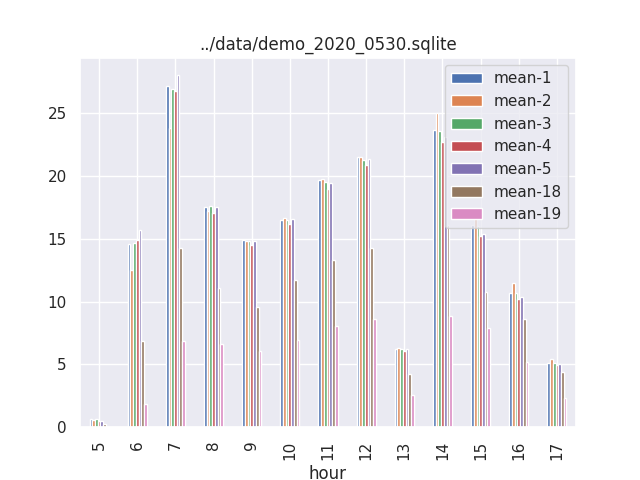 ../data/demo_2020_0530.sqlite
mean-1
mean-2
mean-3
mean-4
mean-5
mean-18
mean-19
25
20
15
10
5
0
5 6 7 8 9 10 11 12 13 14 15 16 17
hour